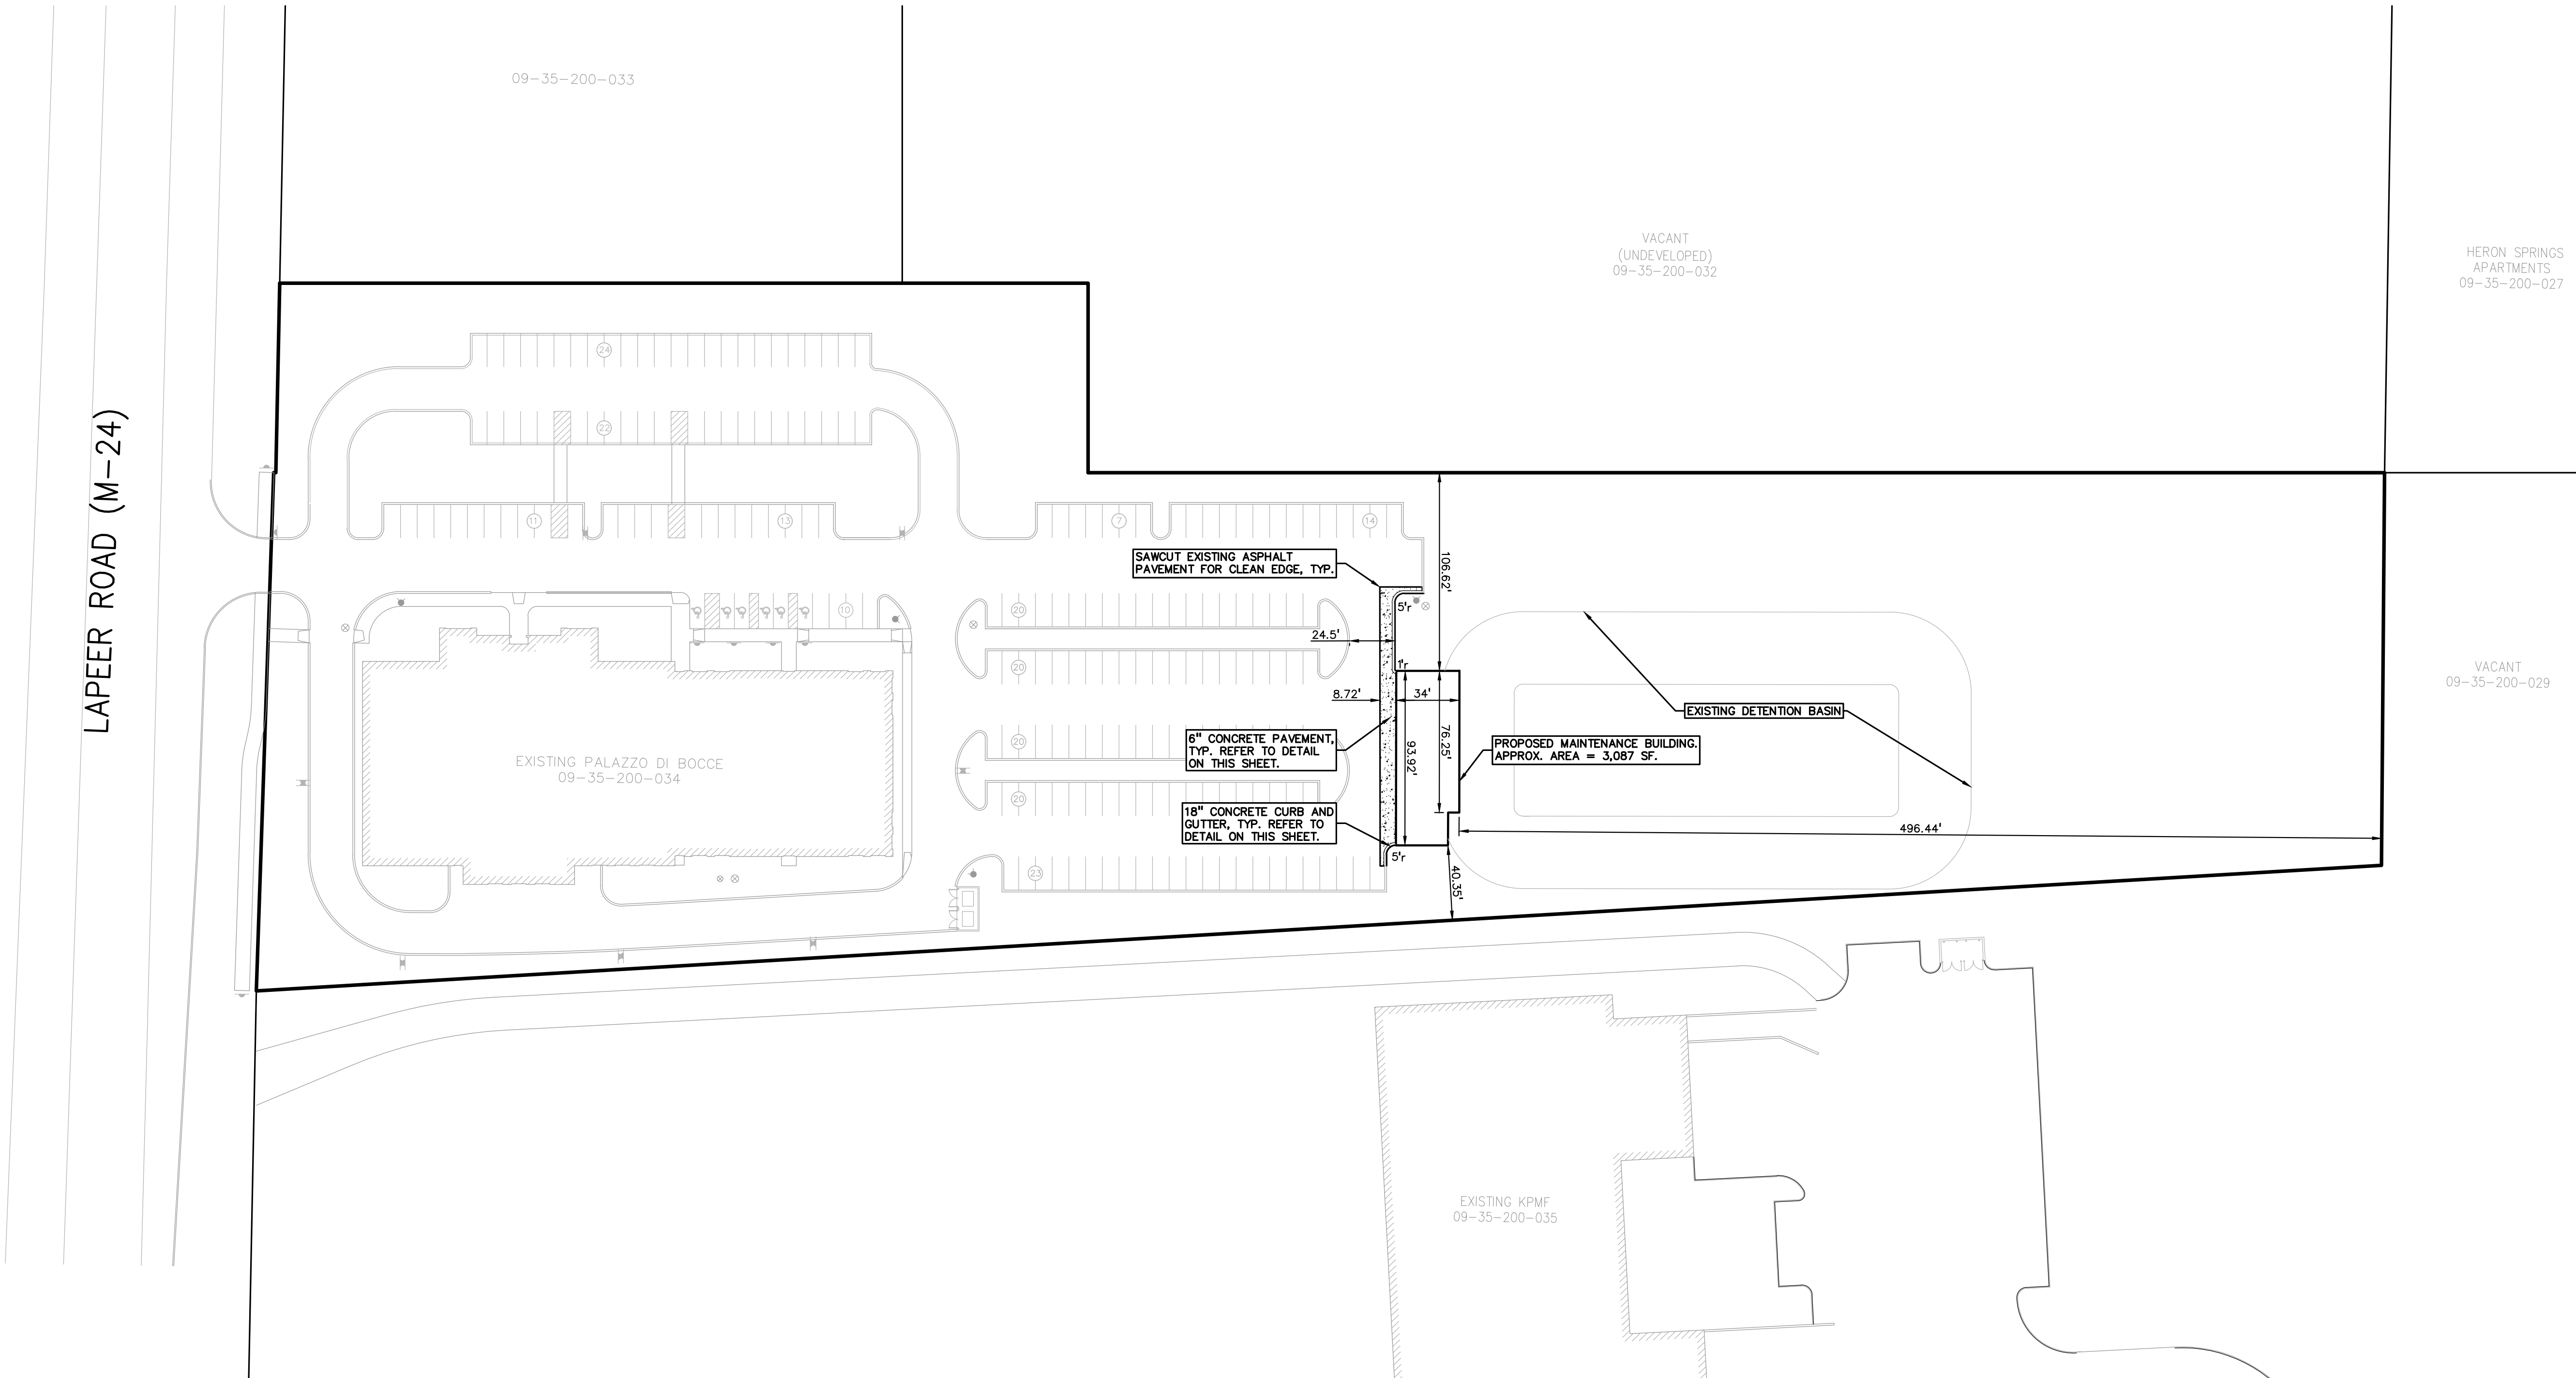 09-35-200-033
VACANT
(UNDEVELOPED)
09-35-200-032
HERON SPRINGS
APARTMENTS
09-35-200-027
24
22
LAPEER ROAD (M-24)
11
13
7
14
SAWCUT EXISTING ASPHALT
PAVEMENT FOR CLEAN EDGE, TYP.
106.62'
10
20
5'r
24.5'
20
1'r
8.72'
34'
VACANT
09-35-200-029
EXISTING DETENTION BASIN
76.25'
93.92'
6" CONCRETE PAVEMENT,
TYP. REFER TO DETAIL
ON THIS SHEET.
20
PROPOSED MAINTENANCE BUILDING.
APPROX. AREA = 3,087 SF.
EXISTING PALAZZO DI BOCCE
09-35-200-034
20
18" CONCRETE CURB AND
GUTTER, TYP. REFER TO
DETAIL ON THIS SHEET.
496.44'
5'r
23
40.35'
EXISTING KPMF
09-35-200-035